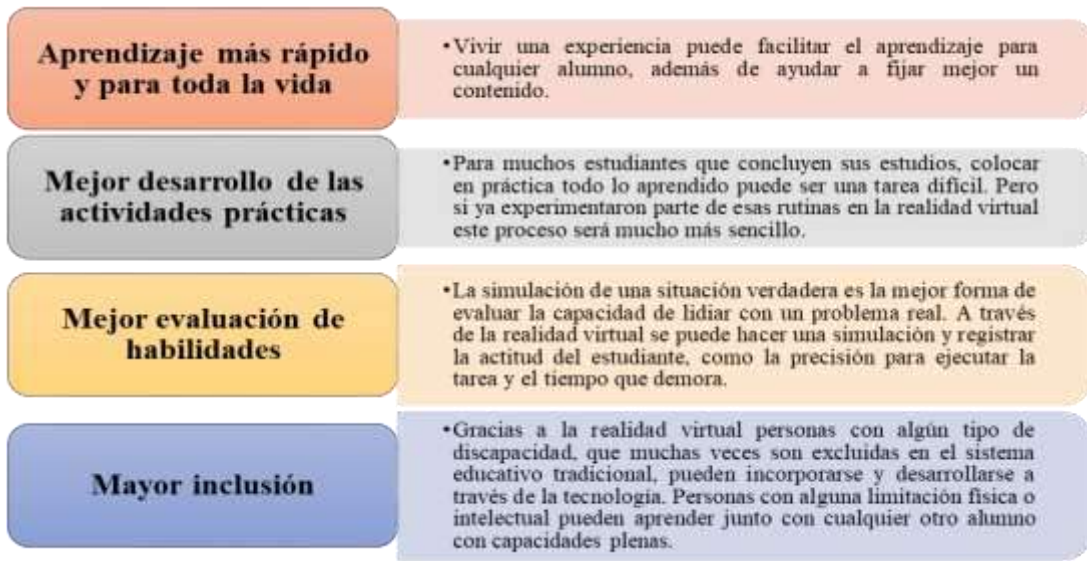 Aprendizaje más rápido
y para toda la vida
•Vivir una experiencia puede facilitar el aprendizaje para
cualquier alumno, además de ayudar a fijar mejor un
contenido.
Mejor desarrollo de las
actividades prácticas
•Para muchos estudiantes que concluyen sus estudios, colocar
en práctica todo lo aprendido puede ser una tarea difícil. Pero
si ya experimentaron parte de esas rutinas en la realidad virtual
este proceso será mucho más sencillo.
Mejor evaluación de
habilidades
•La simulación de una situación verdadera es la mejor forma de
evaluar la capacidad de lidiar con un problema real. A través
de la realidad virtual se puede hacer una simulación y registrar
la actitud del estudiante, como la precisión para ejecutar la
tarea y el tiempo que demora.
Mayor inclusión
•Gracias a la realidad virtual personas con algún tipo de
discapacidad, que muchas veces son excluidas en el sistema
educativo tradicional, pueden incorporarse y desarrollarse a
través de la tecnología. Personas con alguna limitación física o
intelectual pueden aprender junto con cualquier otro alumno
con capacidades plenas.